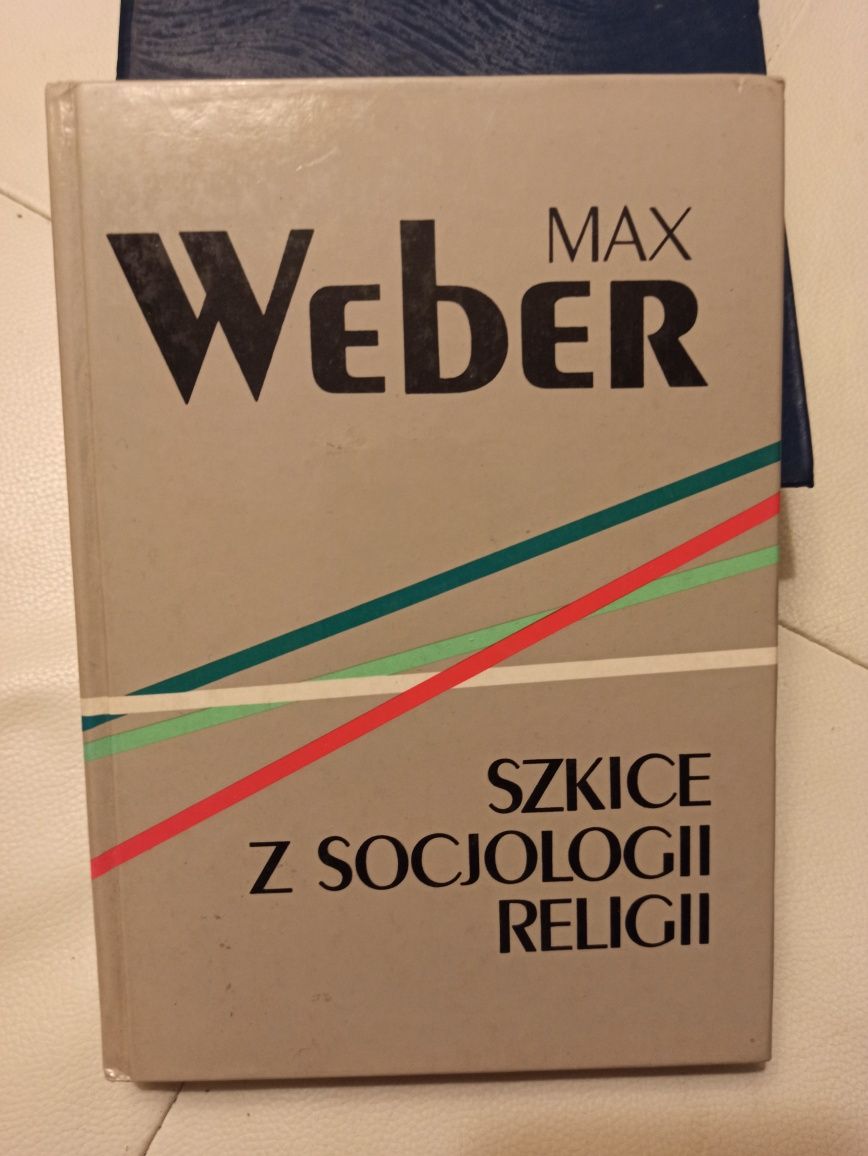 MAX
WEBER
SZKICE
Z SOCJOLOGII
RELIGII